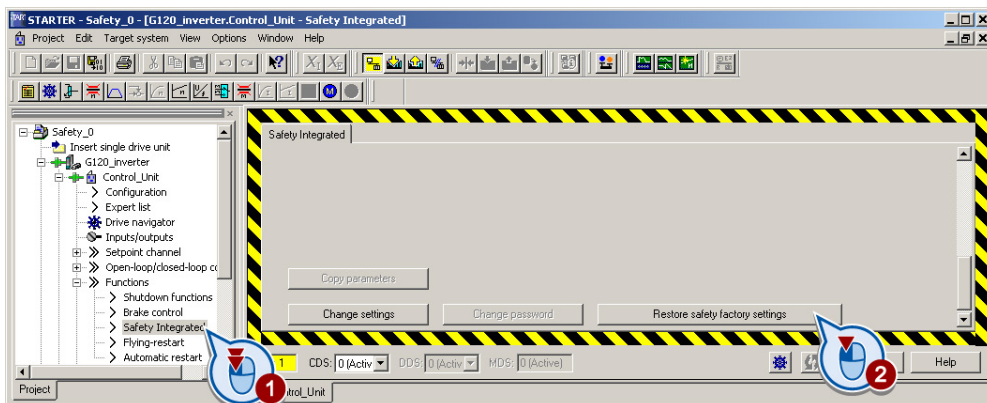 STARTER - Safety_0 - [G120_inverter.Control_Unit - Safety Integrated]
Project Edit Target system View Options Window Help
Safety_0
Insert single drive unit
G120_inverter
Control_Unit
Configuration
Expert list
Drive navigator
Inputs/outputs
Setpoint channel
Open-loop/closed-loop co
Functions
Shutdown functions
Brake control
Safety Integrated
Flying-restart
Automatic restart
Project
Safety Integrated
Copy parameters
Change settings
Change password
Restore safety factory settings
1
CDS: 0 (Activ
DDS: 0 (Activ
MDS: 0 (Active)
Help
1
2